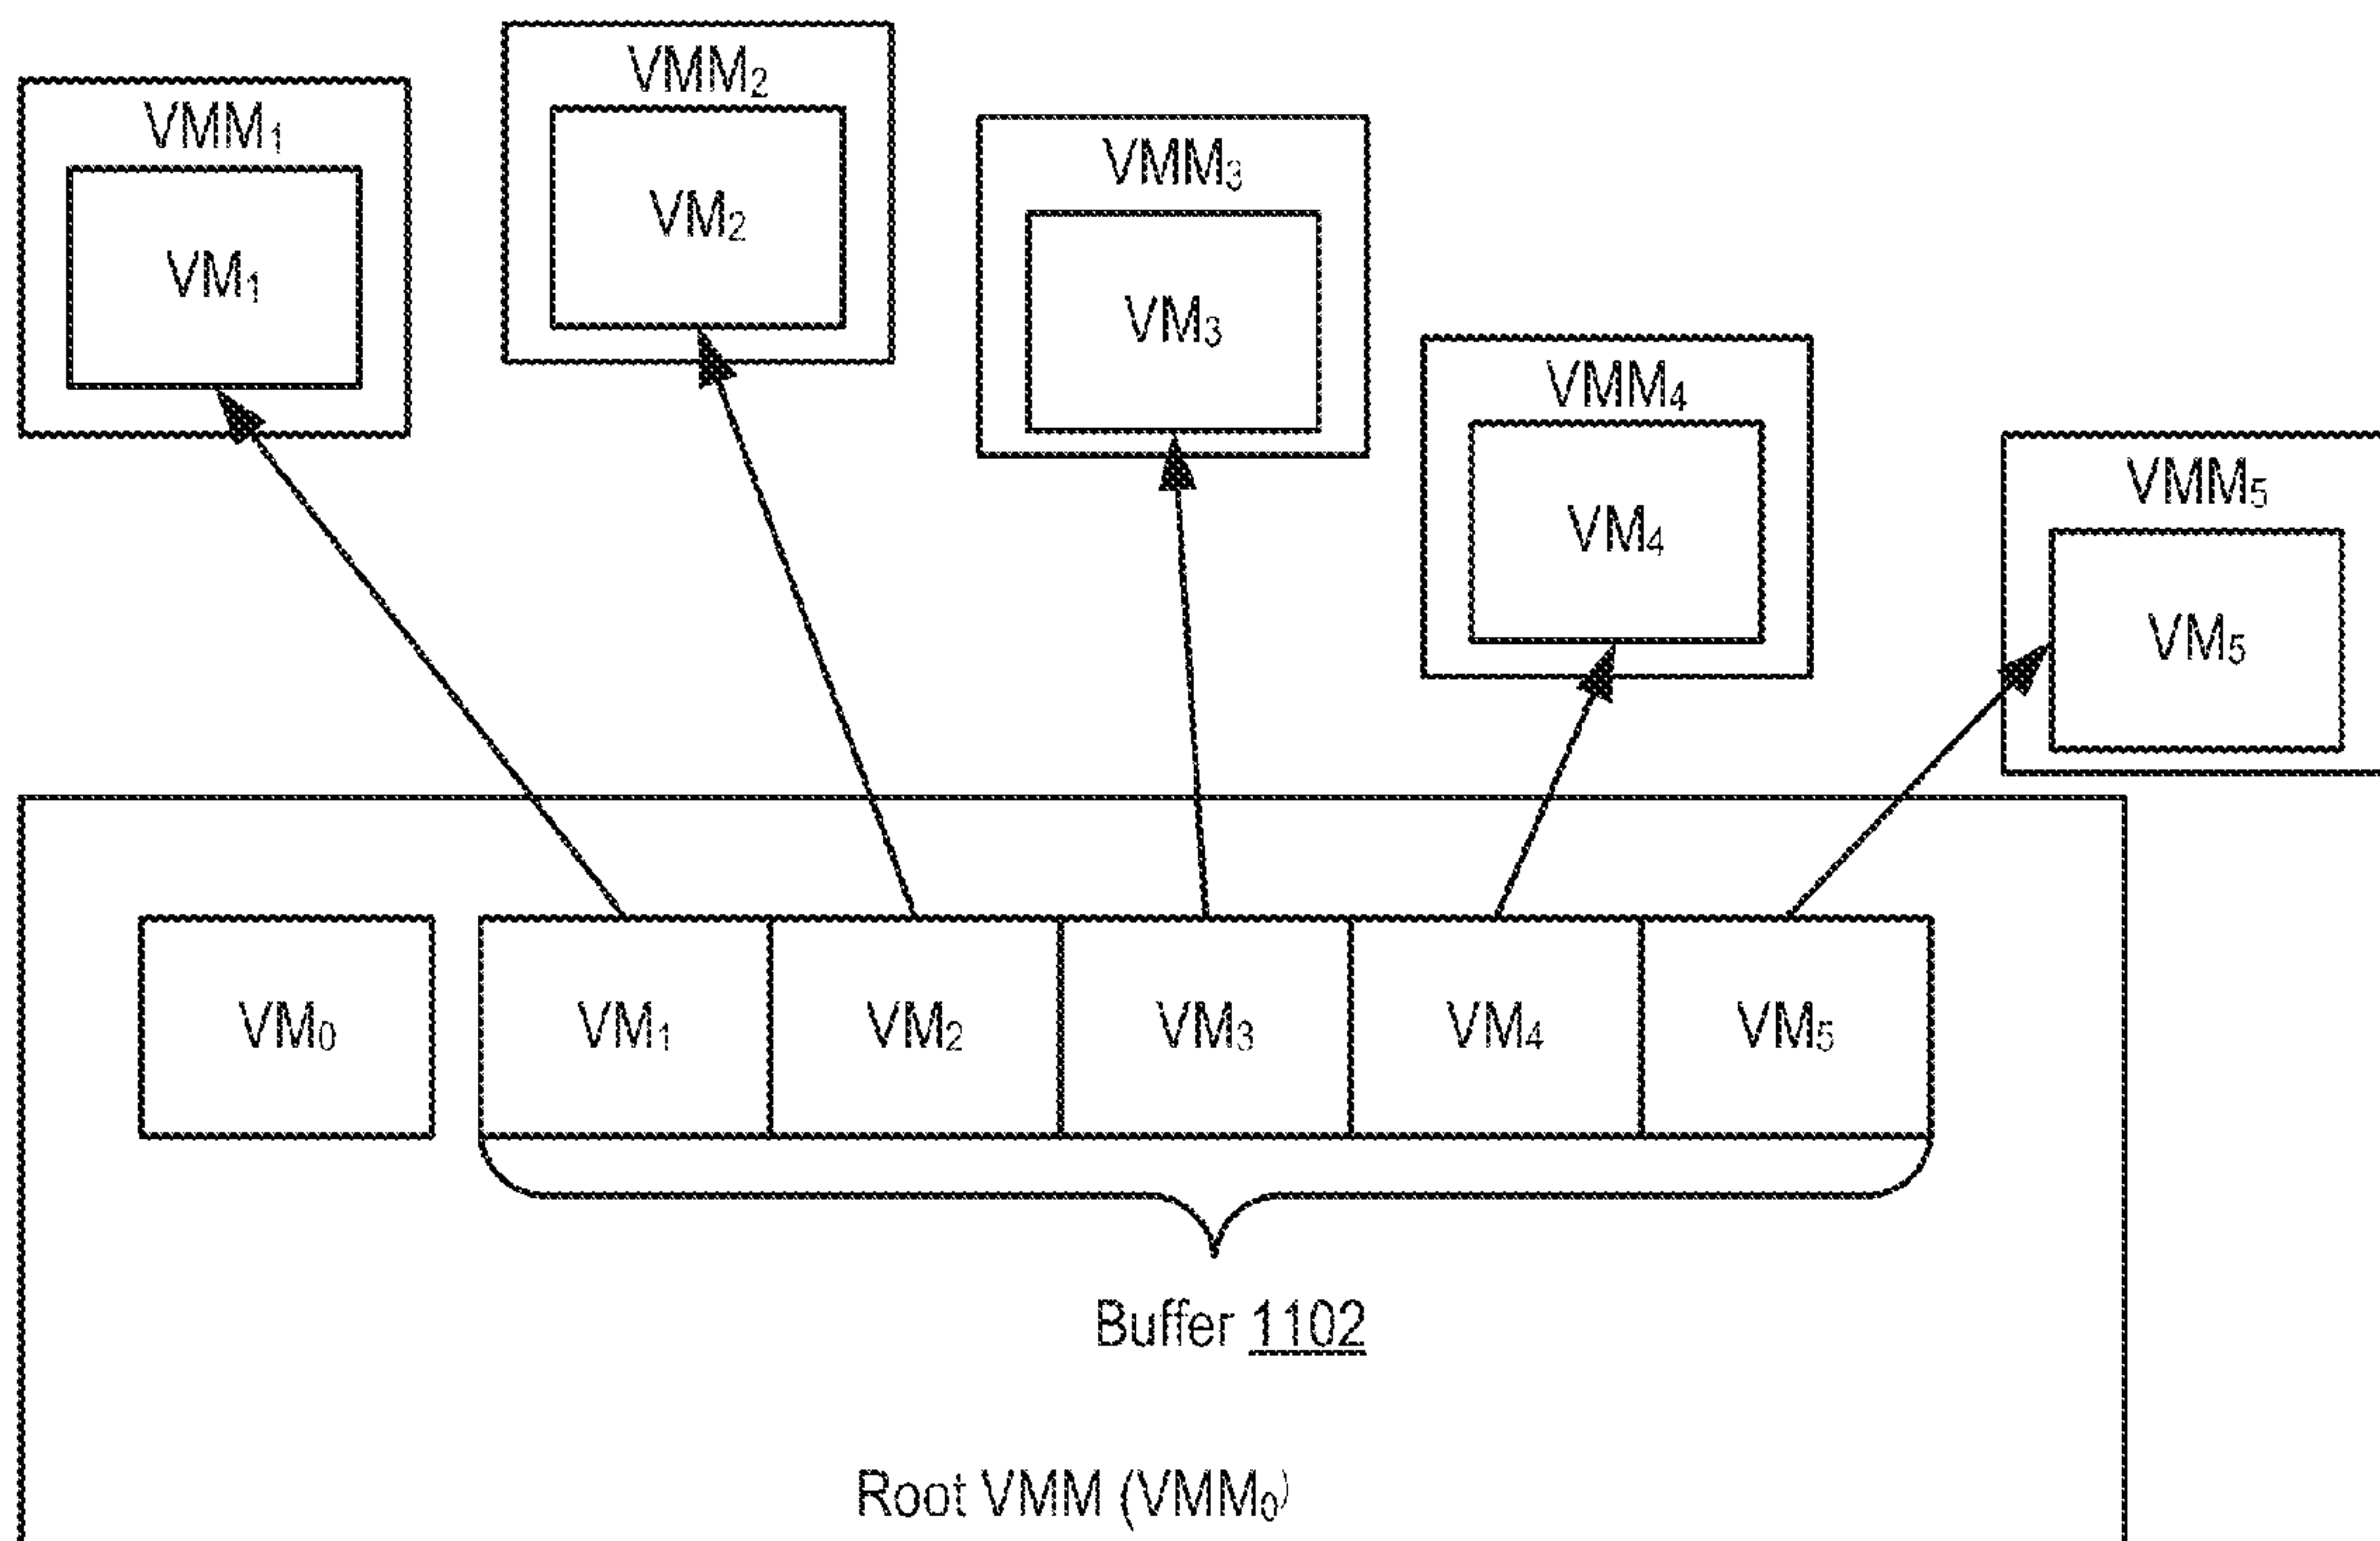 VMM₁
VM₁
VMM₂
VM₂
VMM₃
VM₃
VMM₄
VM₄
VMM₅
VM₅
VM₀
VM₁
VM₂
VM₃
VM₄
VM₅
Buffer 1102
Root VMM (VMM₀)